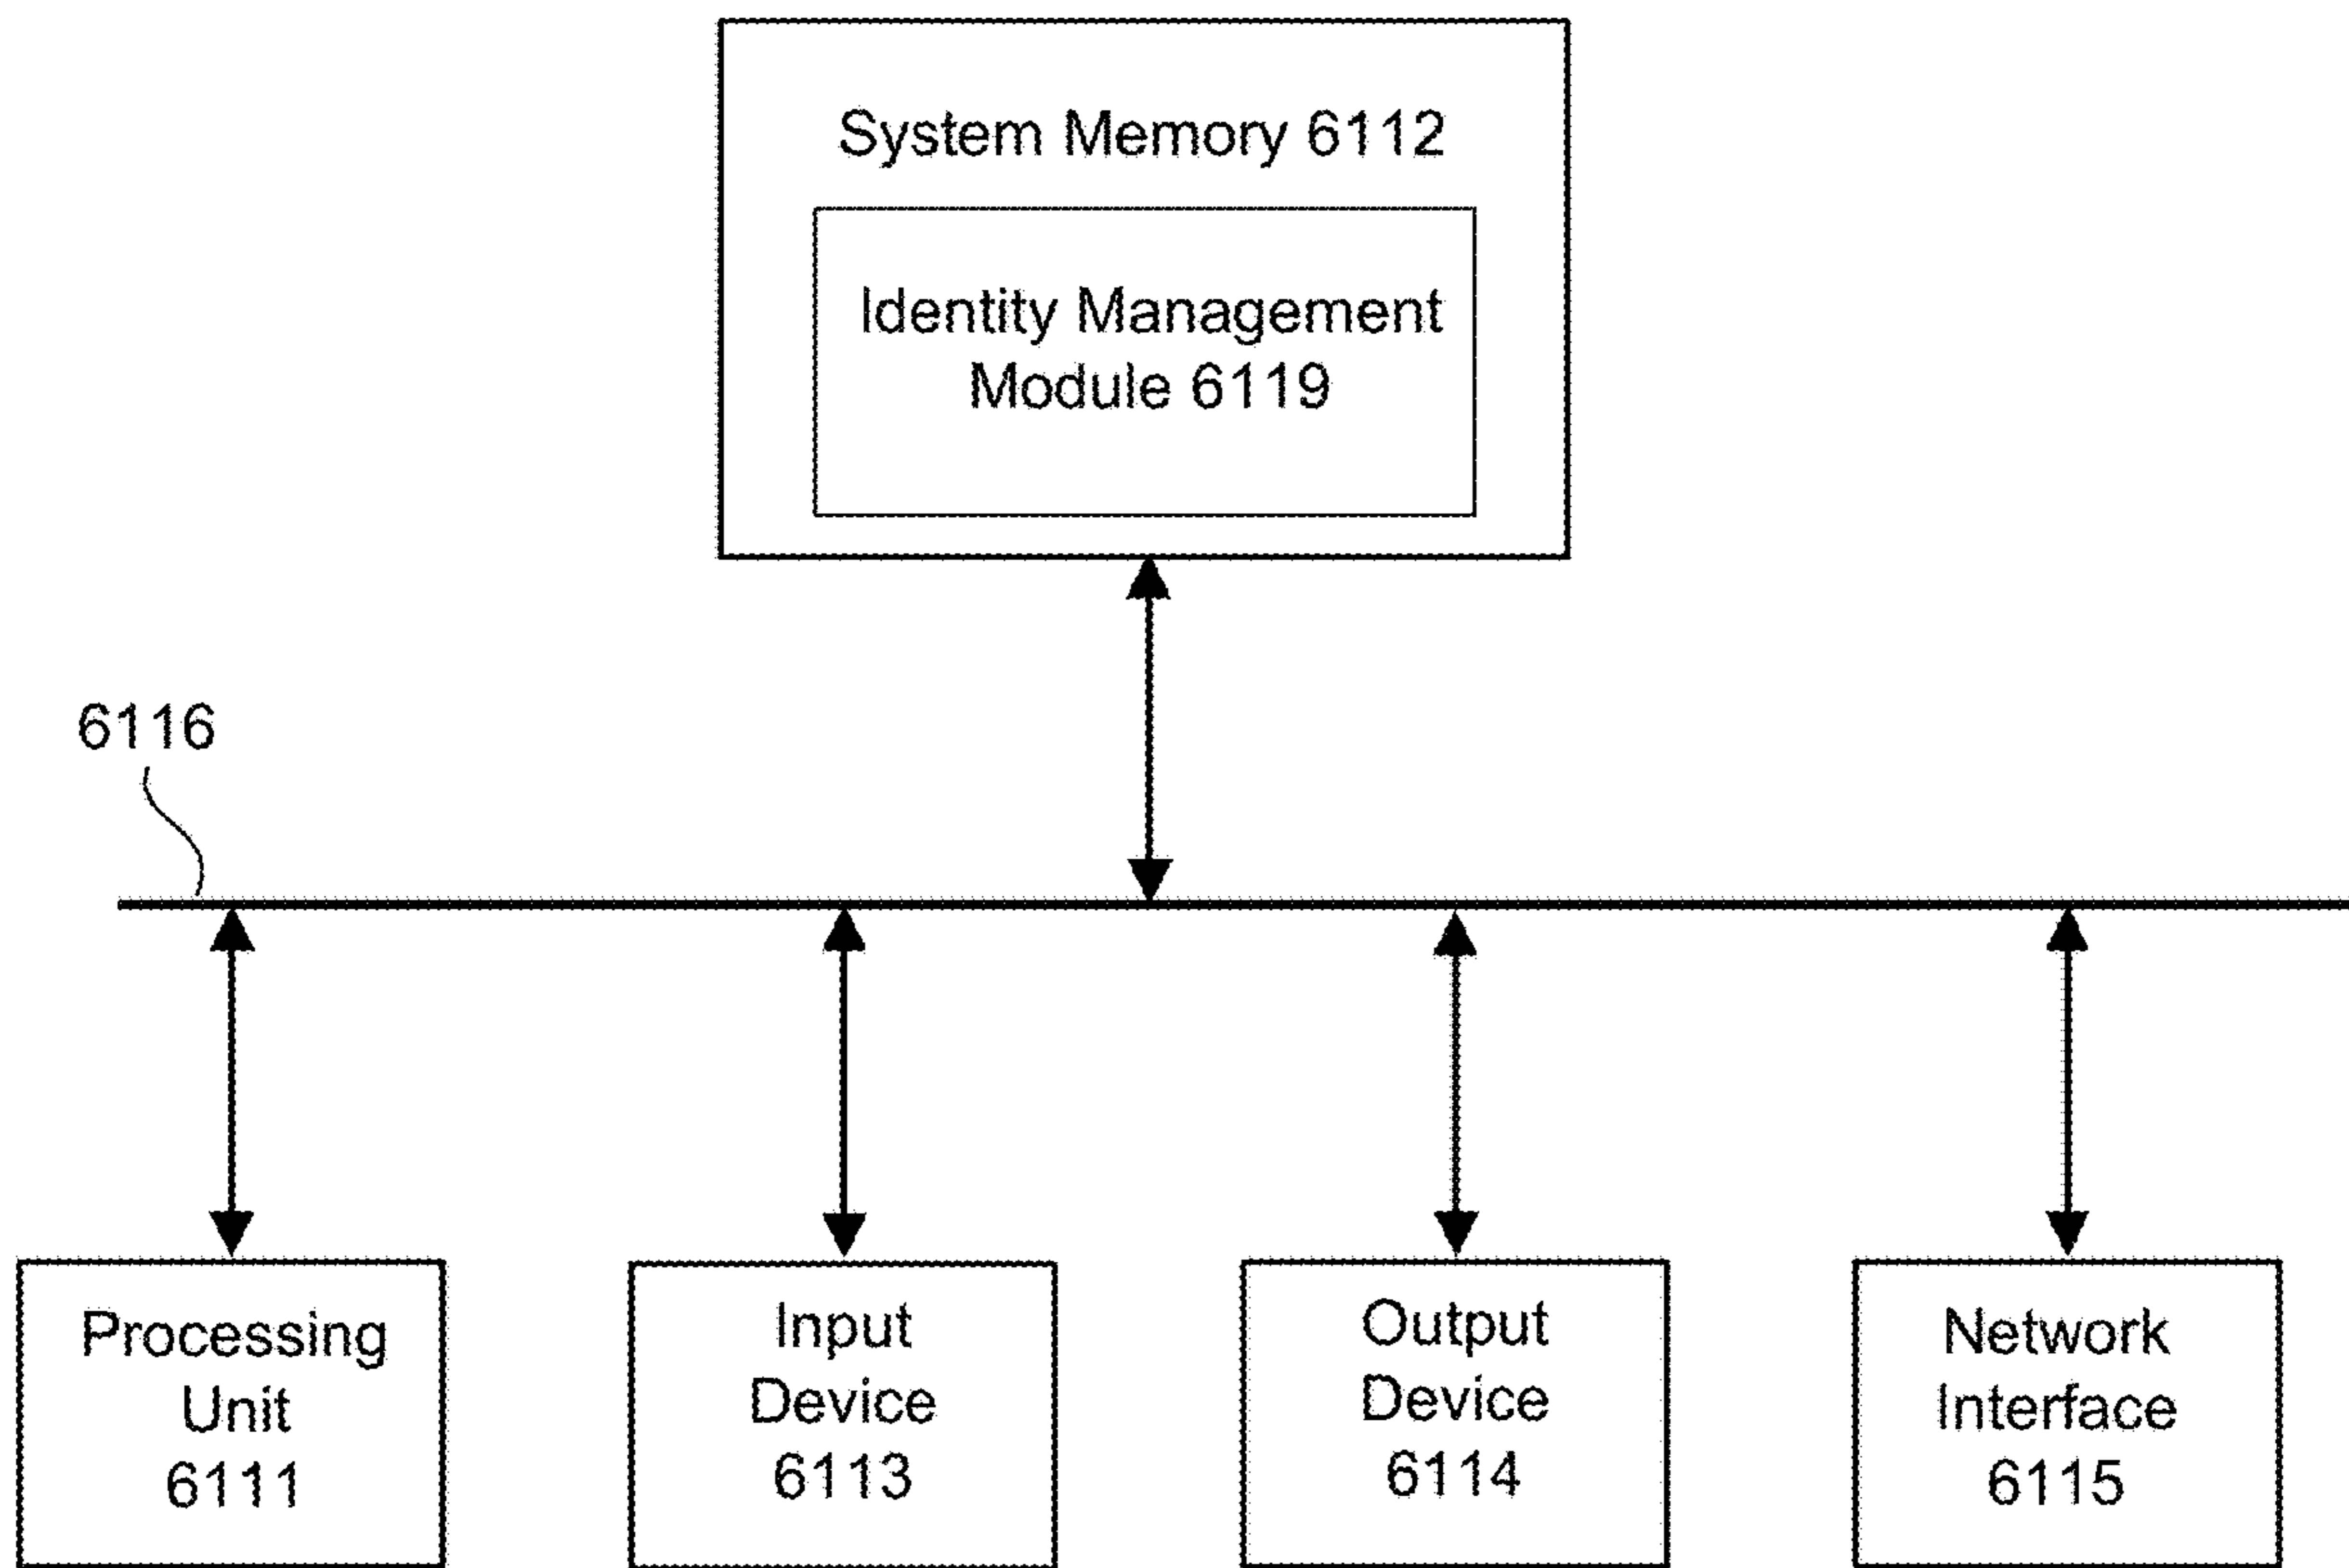 System Memory 6112
Identity Management
Module 6119
6116
Processing
Unit
6111
Input
Device
6113
Output
Device
6114
Network
Interface
6115